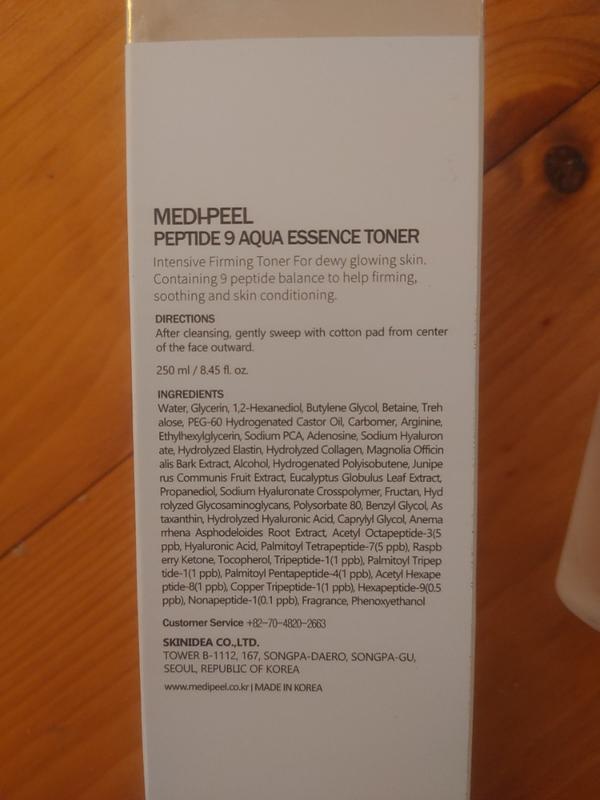 MEDI-PEEL
PEPTIDE 9 AQUA ESSENCE TONER
Intensive Firming Toner For dewy glowing skin.
Containing 9 peptide balance to help firming,
soothing and skin conditioning.
DIRECTIONS
After cleansing, gently sweep with cotton pad from center
of the face outward.
250 ml / 8.45 fl. oz.
INGREDIENTS
Water, Glycerin, 1,2-Hexanediol, Butylene Glycol, Betaine, Treh
alose, PEG-60 Hydrogenated Castor Oil, Carbomer, Arginine,
Ethylhexylglycerin, Sodium PCA, Adenosine, Sodium Hyaluron
ate, Hydrolyzed Elastin, Hydrolyzed Collagen, Magnolia Officin
alis Bark Extract, Alcohol, Hydrogenated Polyisobutene, Junipe
rus Communis Fruit Extract, Eucalyptus Globulus Leaf Extract,
Propanediol, Sodium Hyaluronate Crosspolymer, Fructan, Hyd
rolyzed Glycosaminoglycans, Polysorbate 80, Benzyl Glycol, As
taxanthin, Hydrolyzed Hyaluronic Acid, Caprylyl Glycol, Anema
rrhena Asphodeloides Root Extract, Acetyl Octapeptide-3(5
ppb, Hyaluronic Acid, Palmitoyl Tetrapeptide-7(5 ppb), Raspb
erry Ketone, Tocopherol, Tripeptide-1(1 ppb), Palmitoyl Tripep
tide-1(1 ppb), Palmitoyl Pentapeptide-4(1 ppb), Acetyl Hexape
ptide-8(1 ppb), Copper Tripeptide-1(1 ppb), Hexapeptide-9(0.5
ppb), Nonapeptide-1(0.1 ppb), Fragrance, Phenoxyethanol
Customer Service +82-70-4820-2663
SKINIDEA CO.,LTD.
TOWER B-1112, 167, SONGPA-DAERO, SONGPA-GU,
SEOUL, REPUBLIC OF KOREA
www.medipeel.co.kr | MADE IN KOREA